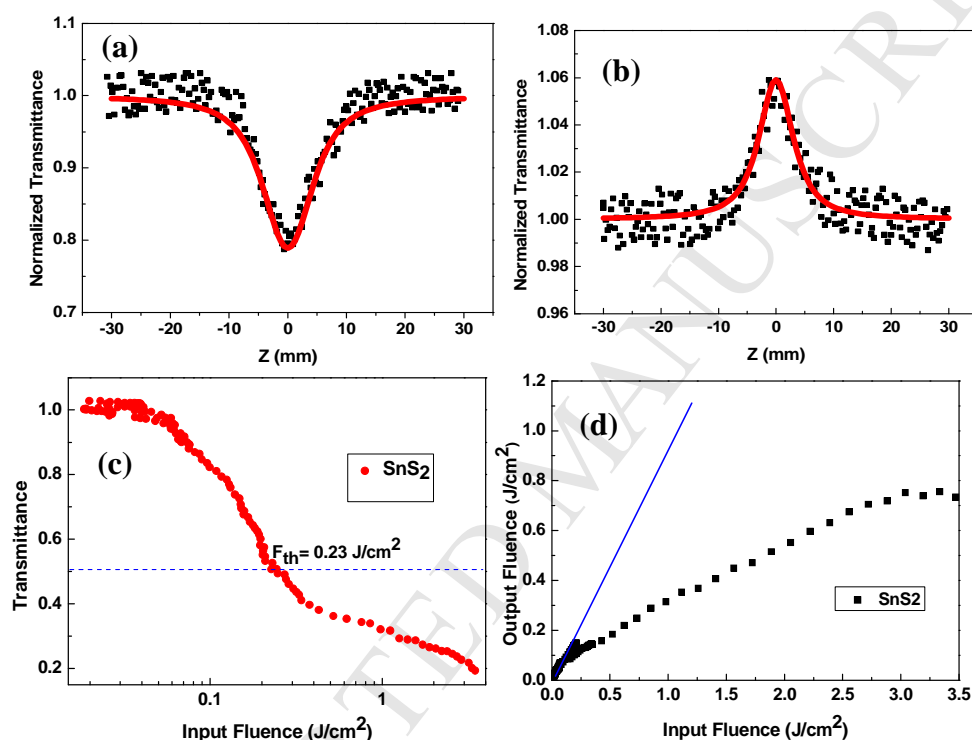 (a)
1.1
1.0
0.9
0.8
0.7
Normalized Transmittance
-30 -20 -10 0 10 20 30
Z (mm)
(b)
1.08
1.06
1.04
1.02
1.00
0.98
0.96
Normalized Transmittance
-30 -20 -10 0 10 20 30
Z (mm)
(c)
1.0
0.8
0.6
0.4
0.2
Transmittance
SnS2
Fth= 0.23 J/cm2
0.1 1
Input Fluence (J/cm2)
(d)
1.2
1.0
0.8
0.6
0.4
0.2
0.0
Output Fluence (J/cm2)
SnS2
0.0 0.5 1.0 1.5 2.0 2.5 3.0 3.5
Input Fluence (J/cm2)
TED MANUSCRI